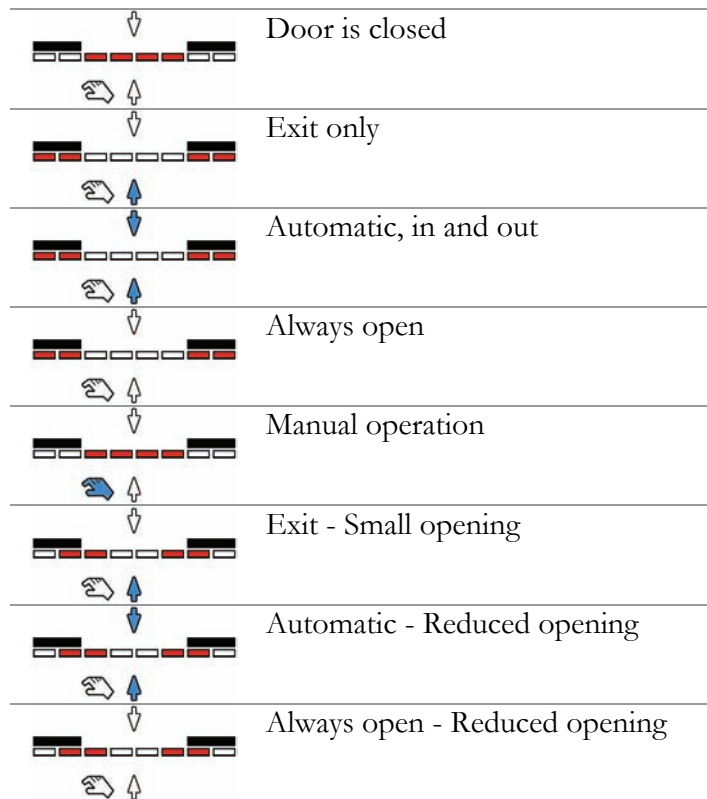 Door is closed
Exit only
Automatic, in and out
Always open
Manual operation
Exit - Small opening
Automatic - Reduced opening
Always open - Reduced opening